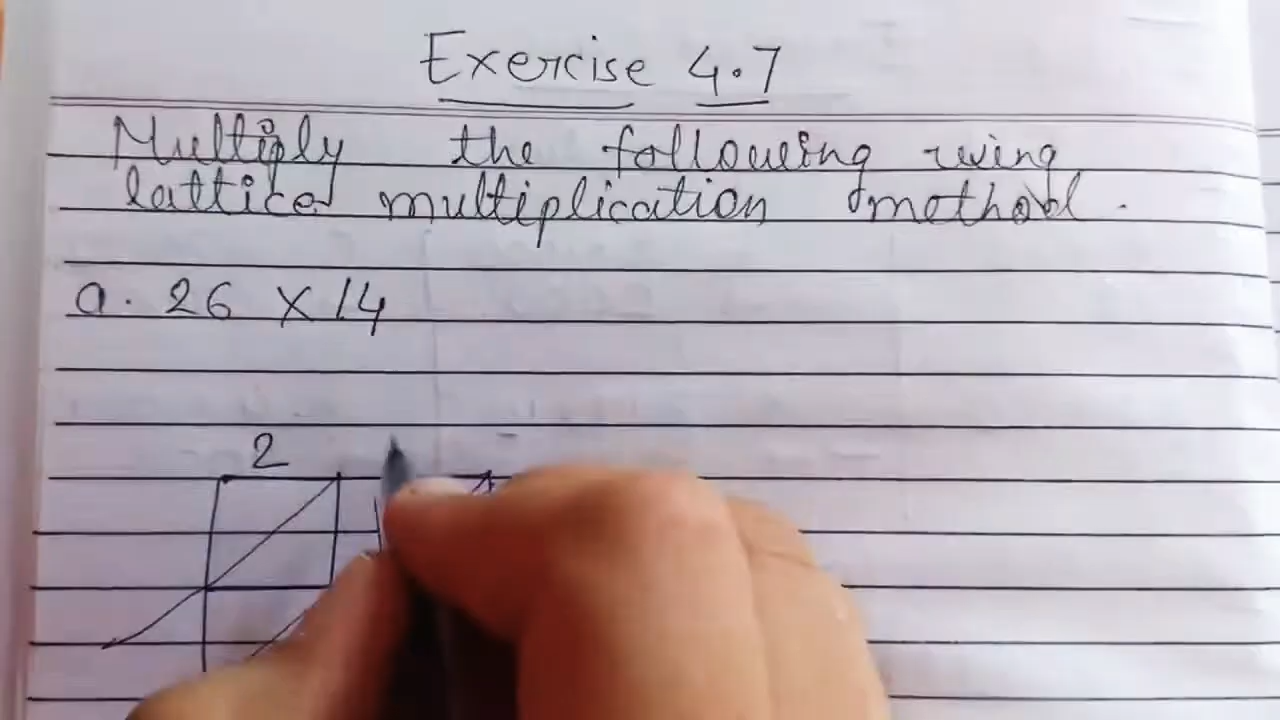 Exercise 4.7
Multiply the following using
lattice multiplication method.
a. 26 × 14
2